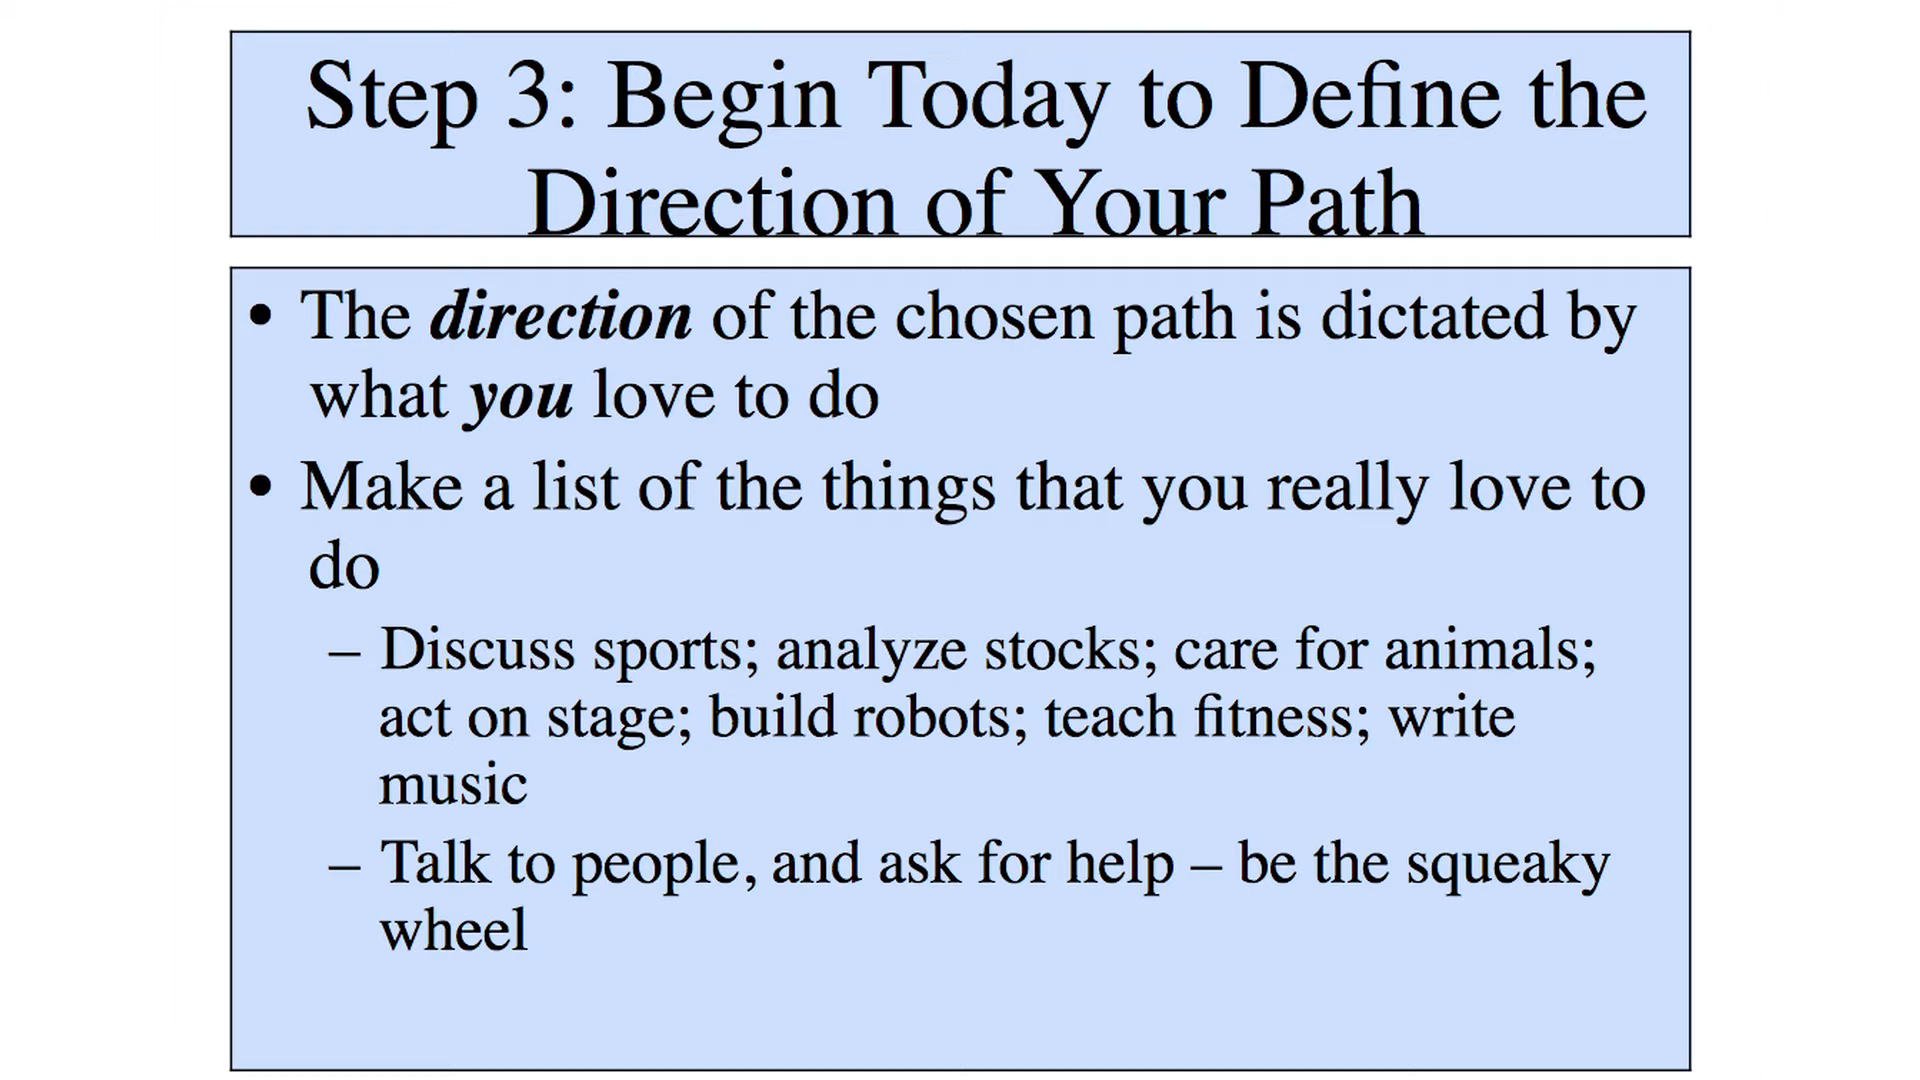 Step 3: Begin Today to Define the
Direction of Your Path
• The direction of the chosen path is dictated by
what you love to do
• Make a list of the things that you really love to
do
– Discuss sports; analyze stocks; care for animals;
act on stage; build robots; teach fitness; write
music
– Talk to people, and ask for help – be the squeaky
wheel